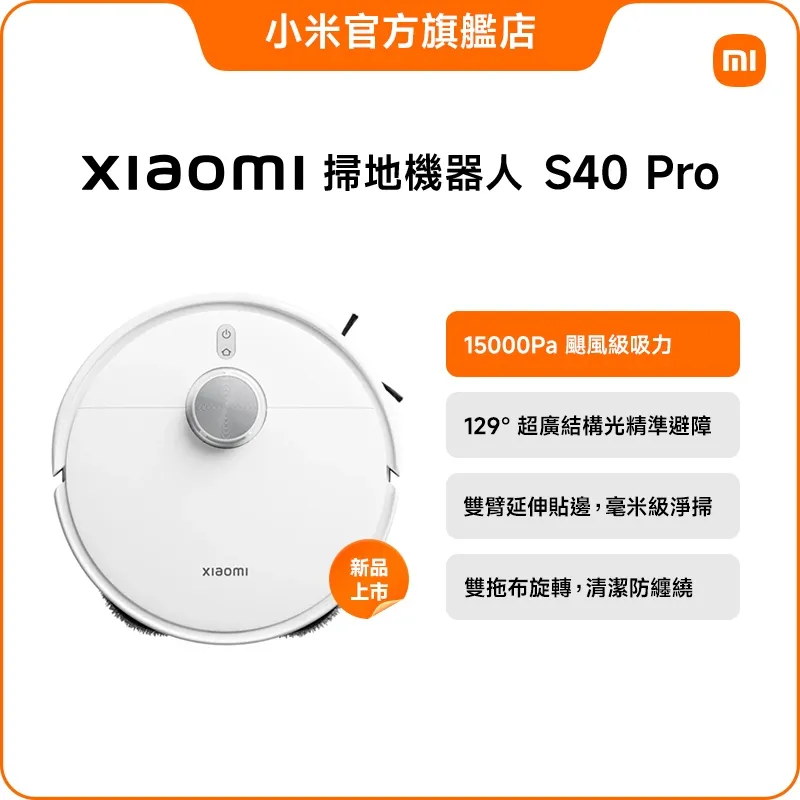 小米官方旗艦店
mi
xiaomi 掃地機器人 S40 Pro
15000Pa 颶風級吸力
129° 超廣結構光精準避障
雙臂延伸貼邊，毫米級淨掃
雙拖布旋轉，清潔防纏繞
xiaomi
新品
上市